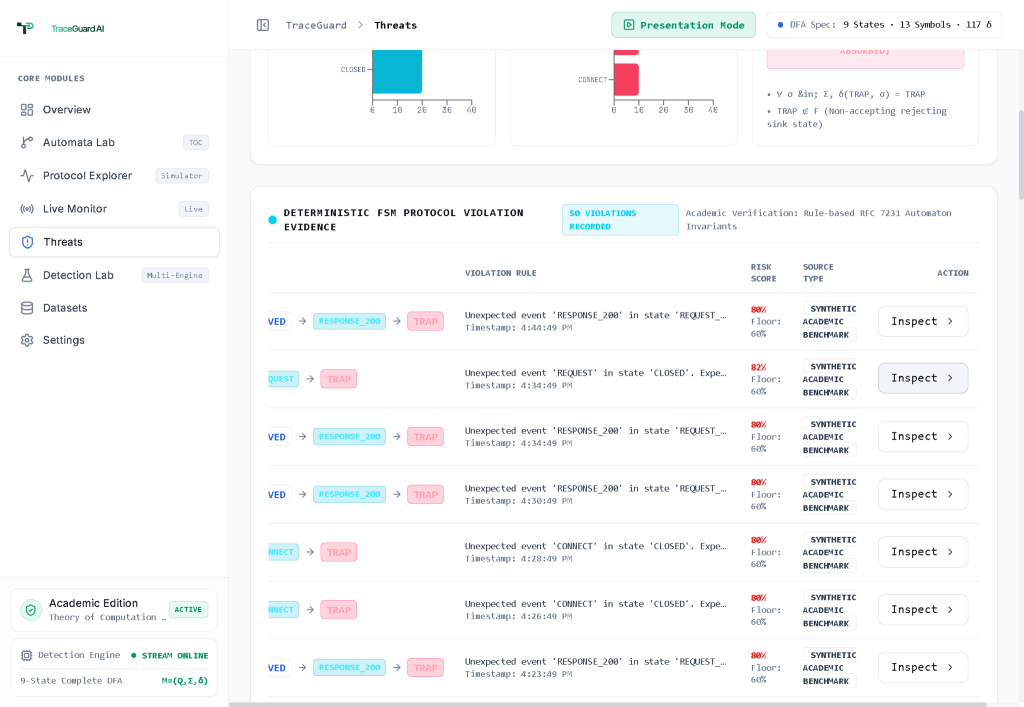 TraceGuard AI
TraceGuard > Threats
Presentation Mode
DFA Spec: 9 States · 13 Symbols · 117 δ
CORE MODULES
Overview
Automata Lab TOC
Protocol Explorer Simulator
Live Monitor Live
Threats
Detection Lab Multi-Engine
Datasets
Settings
Academic Edition
Theory of Computation …
ACTIVE
Detection Engine STREAM ONLINE
9-State Complete DFA M=(Q,Σ,δ)
CLOSED
0 10 20 30 40
CONNECT
0 10 20 30 40
ABSORBED)
• ∀ σ &in; Σ, δ(TRAP, σ) = TRAP
• TRAP ∉ F (Non-accepting rejecting
sink state)
DETERMINISTIC FSM PROTOCOL VIOLATION
EVIDENCE
50 VIOLATIONS
RECORDED
Academic Verification: Rule-based RFC 7231 Automaton
Invariants
VIOLATION RULE
RISK
SCORE
SOURCE
TYPE
ACTION
VED → RESPONSE_200 → TRAP
Unexpected event 'RESPONSE_200' in state 'REQUEST_…
Timestamp: 4:44:49 PM
80%
Floor:
60%
SYNTHETIC
ACADEMIC
BENCHMARK
Inspect >
QUEST → TRAP
Unexpected event 'REQUEST' in state 'CLOSED'. Expe…
Timestamp: 4:34:49 PM
82%
Floor:
60%
SYNTHETIC
ACADEMIC
BENCHMARK
Inspect >
VED → RESPONSE_200 → TRAP
Unexpected event 'RESPONSE_200' in state 'REQUEST_…
Timestamp: 4:34:49 PM
80%
Floor:
60%
SYNTHETIC
ACADEMIC
BENCHMARK
Inspect >
VED → RESPONSE_200 → TRAP
Unexpected event 'RESPONSE_200' in state 'REQUEST_…
Timestamp: 4:30:49 PM
80%
Floor:
60%
SYNTHETIC
ACADEMIC
BENCHMARK
Inspect >
NNECT → TRAP
Unexpected event 'CONNECT' in state 'CLOSED'. Expe…
Timestamp: 4:28:49 PM
80%
Floor:
60%
SYNTHETIC
ACADEMIC
BENCHMARK
Inspect >
NNECT → TRAP
Unexpected event 'CONNECT' in state 'CLOSED'. Expe…
Timestamp: 4:26:49 PM
80%
Floor:
60%
SYNTHETIC
ACADEMIC
BENCHMARK
Inspect >
VED → RESPONSE_200 → TRAP
Unexpected event 'RESPONSE_200' in state 'REQUEST_…
Timestamp: 4:23:49 PM
80%
Floor:
60%
SYNTHETIC
ACADEMIC
BENCHMARK
Inspect >